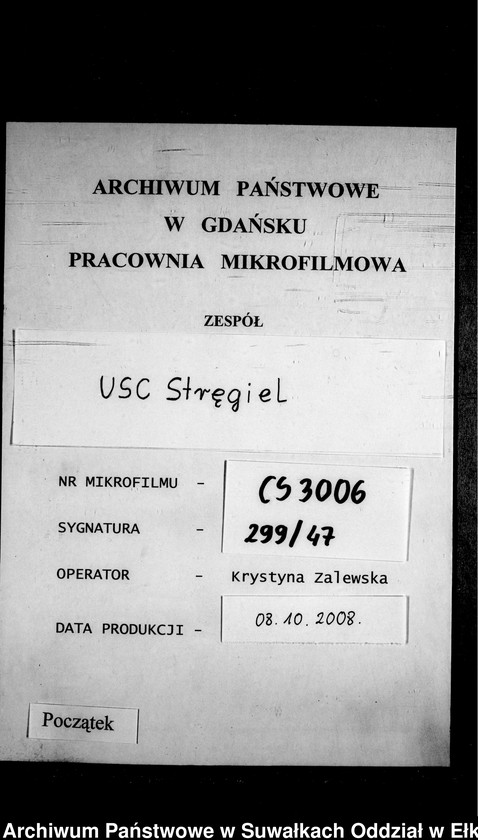 ARCHIWUM PAŃSTWOWE
W GDAŃSKU
PRACOWNIA MIKROFILMOWA
ZESPÓŁ
USC Stręgiel
NR MIKROFILMU - CS 3006
SYGNATURA - 299/47
OPERATOR - Krystyna Zalewska
DATA PRODUKCJI - 08.10.2008.
Początek
Archiwum Państwowe w Suwałkach Oddział w Ełk